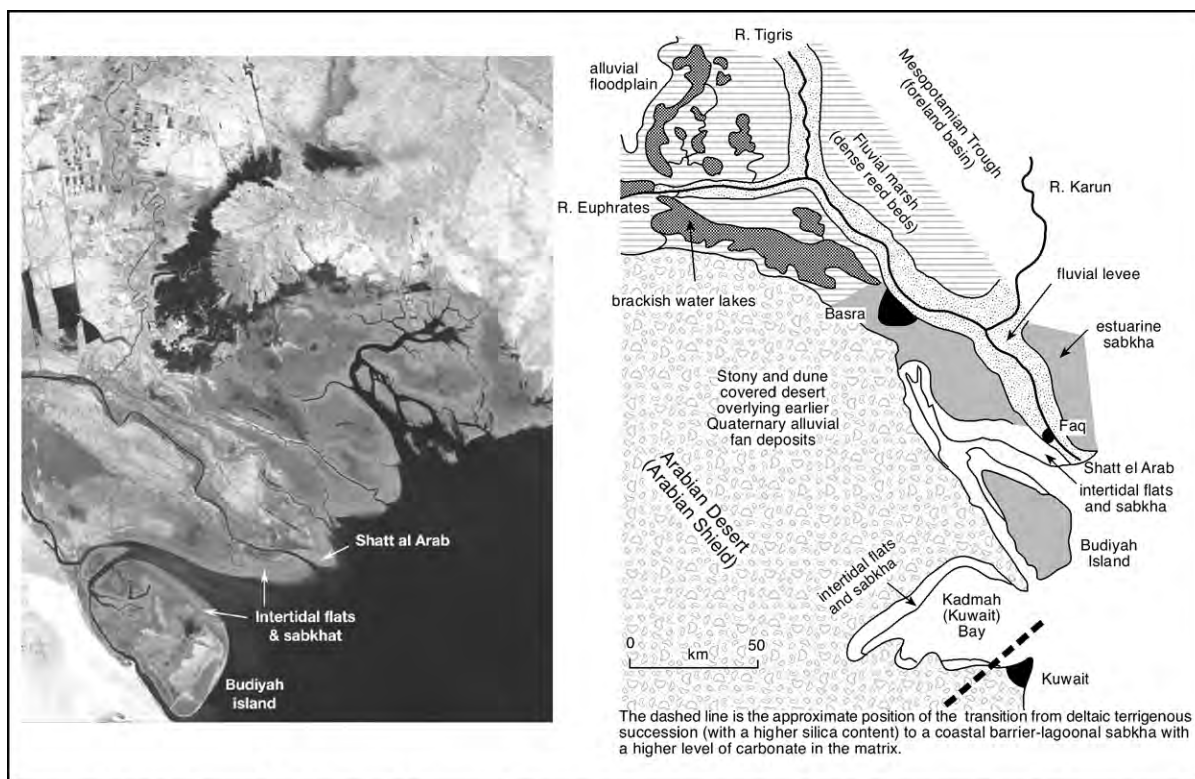 Shatt al Arab
Intertidal flats
& sabkhat
Budiyah
island
R. Tigris
alluvial
floodplain
Mesopotamian Trough
(foreland basin)
Fluvial marsh
(dense reed beds)
R. Karun
R. Euphrates
fluvial levee
brackish water lakes
Basra
estuarine
sabkha
Stony and dune
covered desert
overlying earlier
Quaternary alluvial
fan deposits
Faq
Shatt el Arab
intertidal flats
and sabkha
Arabian Desert
(Arabian Shield)
Budiyah
Island
intertidal flats
and sabkha
Kadmah
(Kuwait)
Bay
0 50
km
Kuwait
The dashed line is the approximate position of the transition from deltaic terrigenous
succession (with a higher silica content) to a coastal barrier-lagoonal sabkha with
a higher level of carbonate in the matrix.